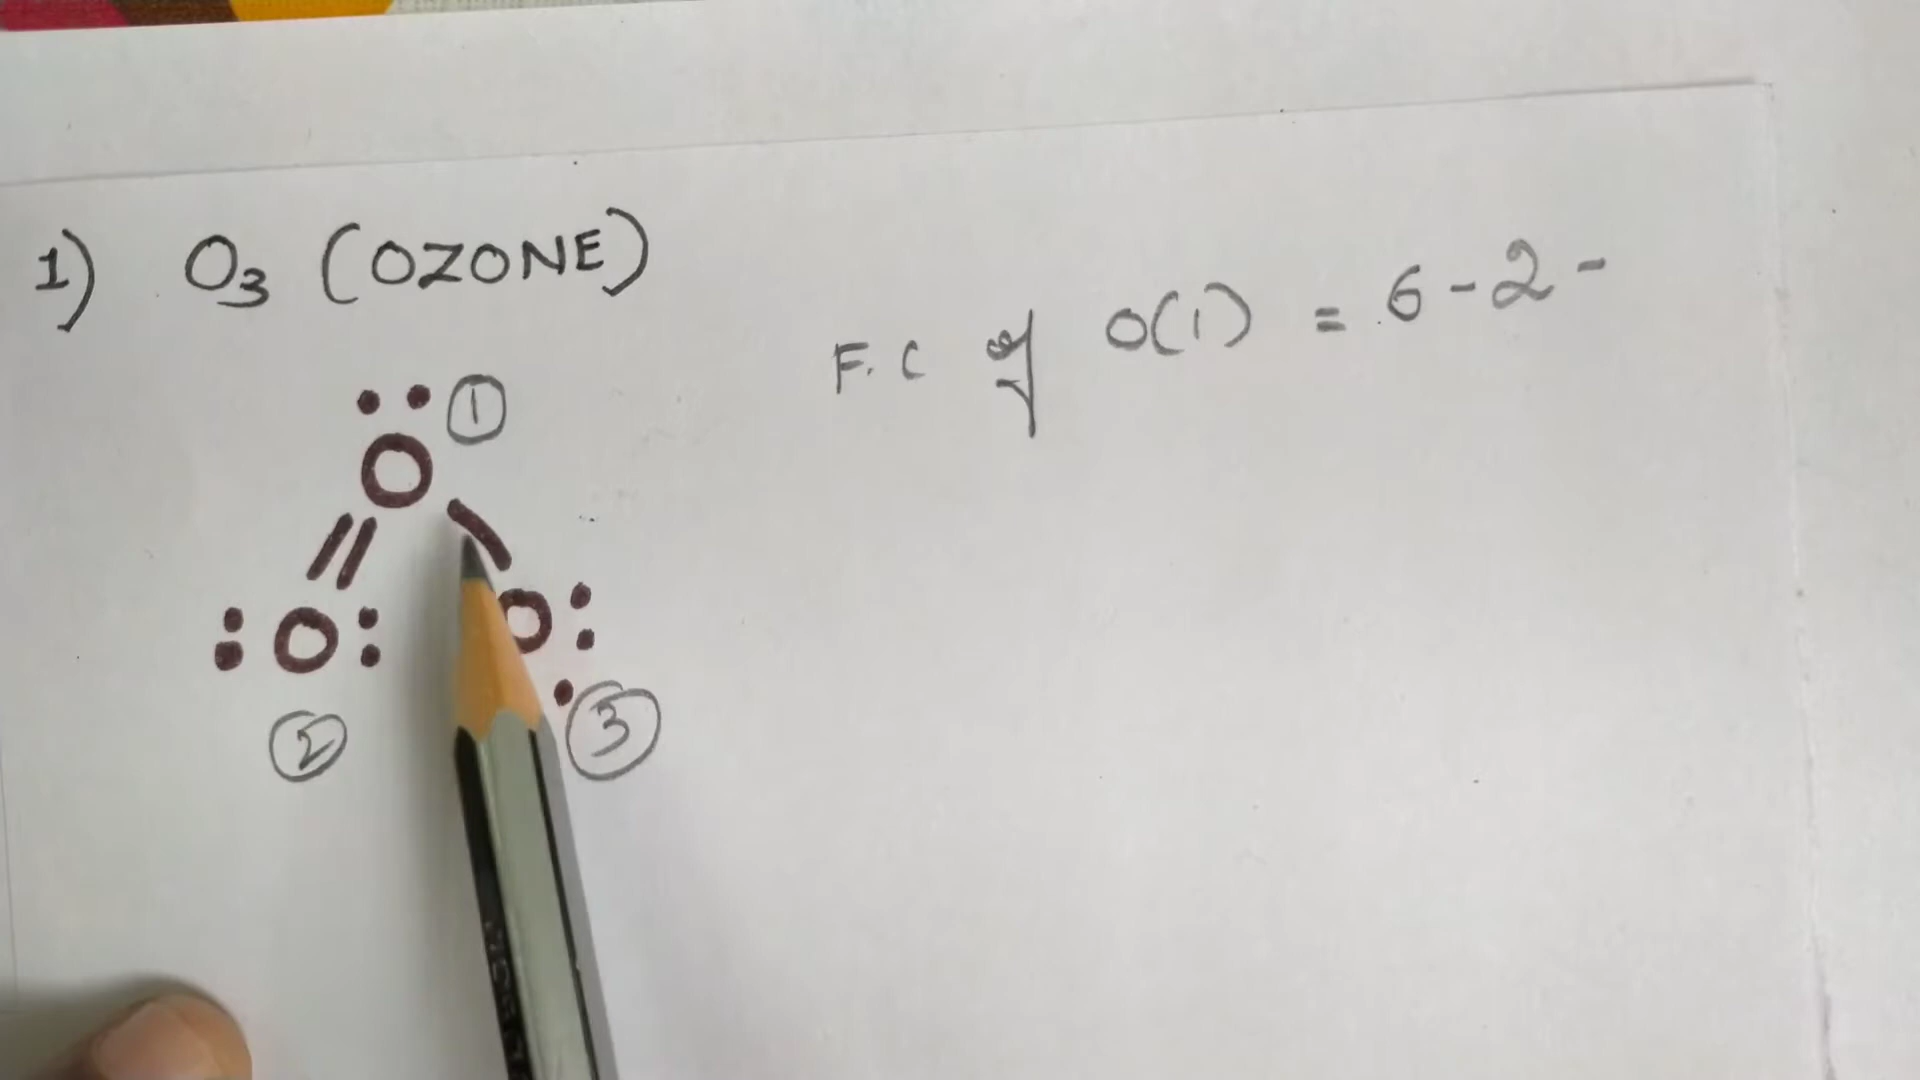 1) O₃ (OZONE)
F.C of O(1) = 6 - 2 -
:O: ①
O
:O: O:
② ③